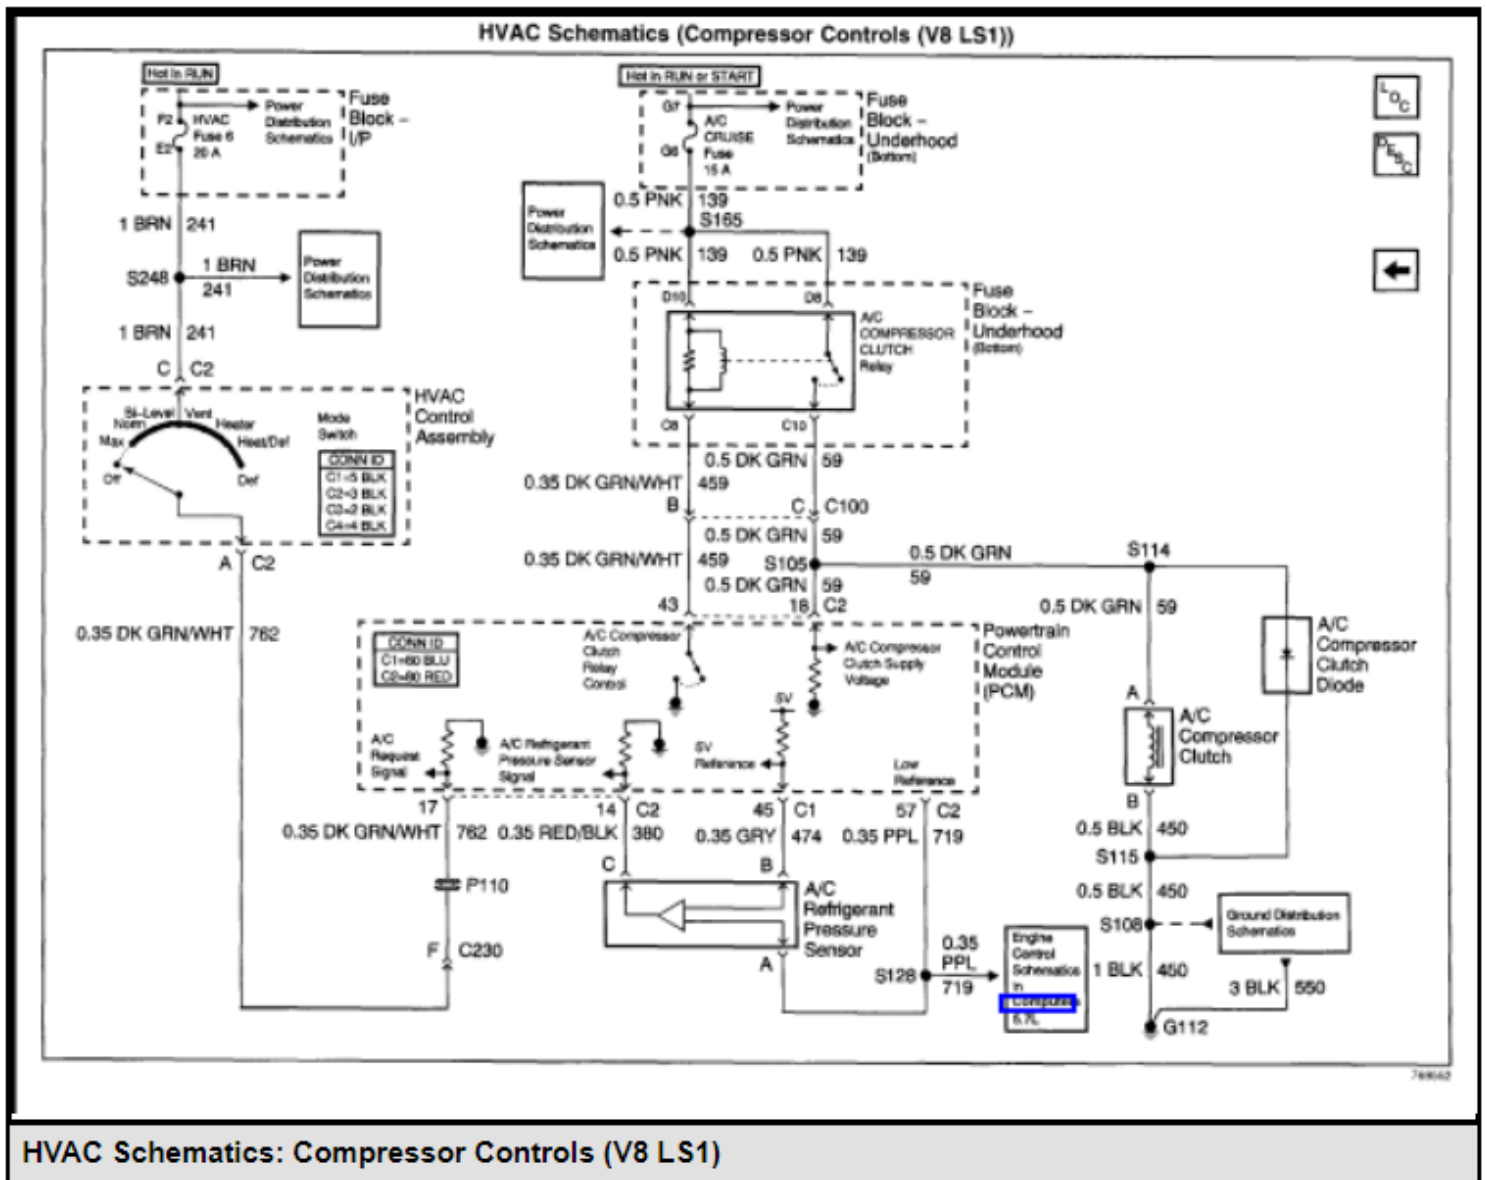 HVAC Schematics (Compressor Controls (V8 LS1))
Hot in RUN
Fuse
Block –
I/P
P2
HVAC
Fuse 6
20 A
E2
Power
Distribution
Schematics
1 BRN 241
S248
1 BRN
241
Power
Distribution
Schematics
1 BRN 241
C C2
HVAC
Control
Assembly
Off
Max
Norm
Bi-Level
Vent
Heater
Heat/Def
Def
Mode
Switch
CONN ID
C1=5 BLK
C2=3 BLK
C3=2 BLK
C4=4 BLK
A C2
0.35 DK GRN/WHT 762
Hot in RUN or START
Fuse
Block –
Underhood
(Bottom)
G7
A/C
CRUISE
Fuse
15 A
G6
Power
Distribution
Schematics
0.5 PNK 139
S165
Power
Distribution
Schematics
0.5 PNK 139
0.5 PNK 139
D10
D8
Fuse
Block –
Underhood
(Bottom)
A/C
COMPRESSOR
CLUTCH
Relay
C8
C10
0.5 DK GRN 59
0.35 DK GRN/WHT 459
B
C C100
0.5 DK GRN 59
0.35 DK GRN/WHT 459
S105
0.5 DK GRN
59
S114
0.5 DK GRN 59
43
18 C2
0.5 DK GRN 59
A/C
Compressor
Clutch
Diode
CONN ID
C1=80 BLU
C2=80 RED
A/C Compressor
Clutch
Relay
Control
A/C Compressor
Clutch Supply
Voltage
Powertrain
Control
Module
(PCM)
A/C
Request
Signal
A/C Refrigerant
Pressure Sensor
Signal
5V
5V
Reference
Low
Reference
A
A/C
Compressor
Clutch
B
17
14 C2
45 C1
57 C2
0.35 DK GRN/WHT 762
0.35 RED/BLK 380
0.35 GRY 474
0.35 PPL 719
0.5 BLK 450
S115
P110
C
B
A/C
Refrigerant
Pressure
Sensor
A
F C230
0.5 BLK 450
S108
Ground Distribution
Schematics
S128
0.35
PPL
719
Engine
Control
Schematics
in
Computers
5.7L
1 BLK 450
3 BLK 550
G112
LOC
DESC
HVAC Schematics: Compressor Controls (V8 LS1)